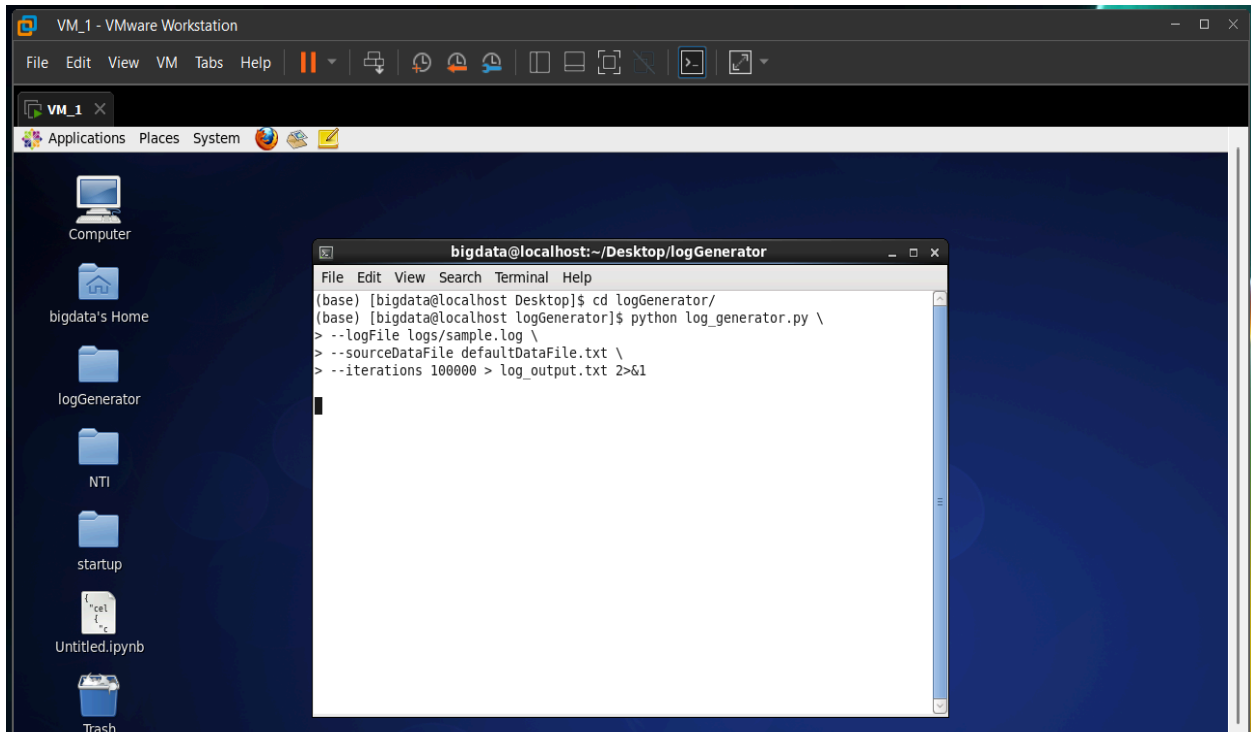 VM_1 - VMware Workstation
File Edit View VM Tabs Help
VM_1
Applications Places System
Computer
bigdata's Home
logGenerator
NTI
startup
{
"cel
{
"c
Untitled.ipynb
Trash
bigdata@localhost:~/Desktop/logGenerator
File Edit View Search Terminal Help
(base) [bigdata@localhost Desktop]$ cd logGenerator/
(base) [bigdata@localhost logGenerator]$ python log_generator.py \
> --logFile logs/sample.log \
> --sourceDataFile defaultDataFile.txt \
> --iterations 100000 > log_output.txt 2>&1